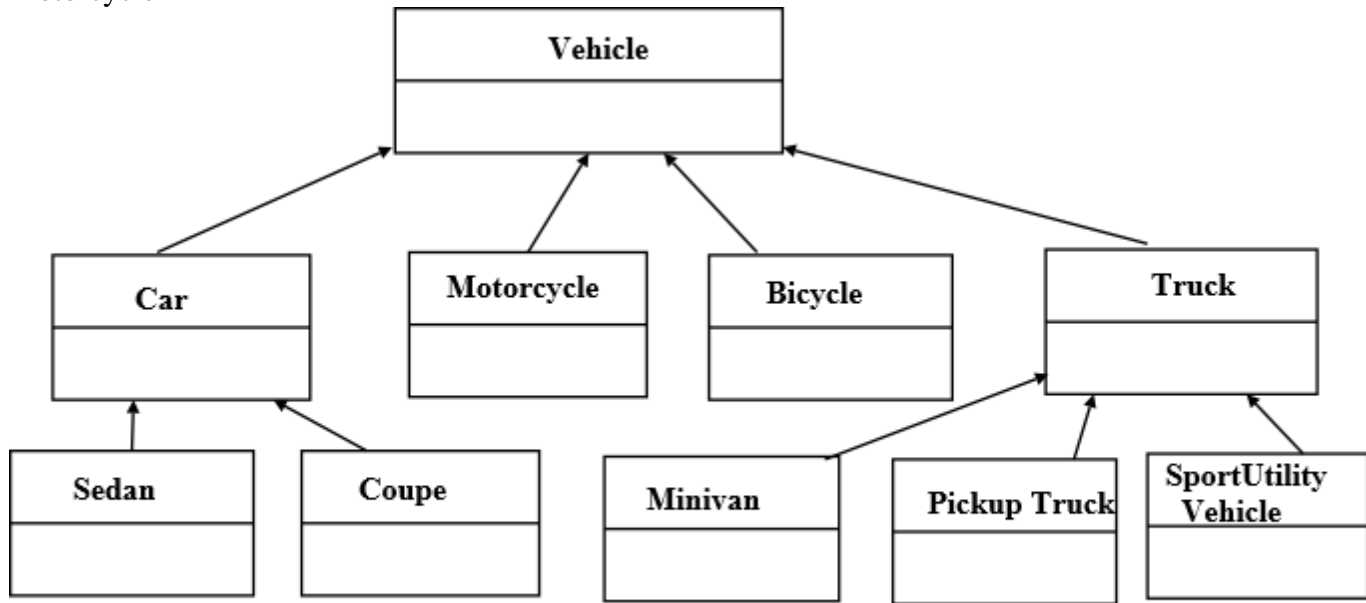 Vehicle
Car
Motorcycle
Bicycle
Truck
Sedan
Coupe
Minivan
Pickup Truck
SportUtility
Vehicle